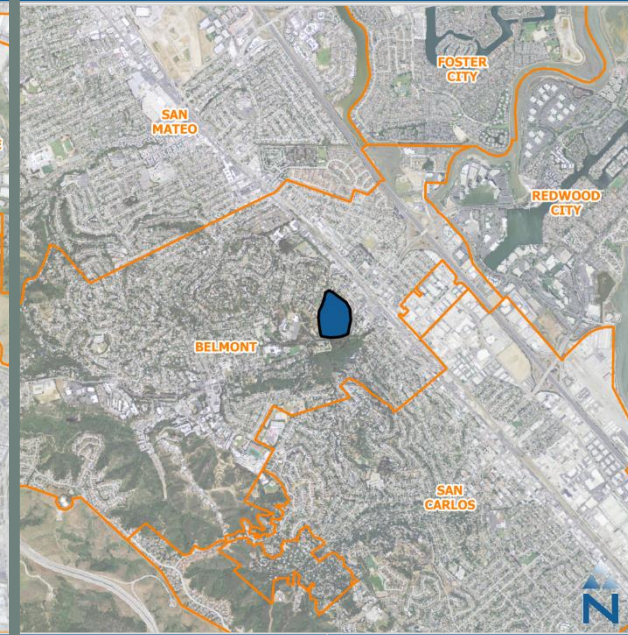 FOSTER
CITY
SAN
MATEO
REDWOOD
CITY
BELMONT
SAN
CARLOS
N